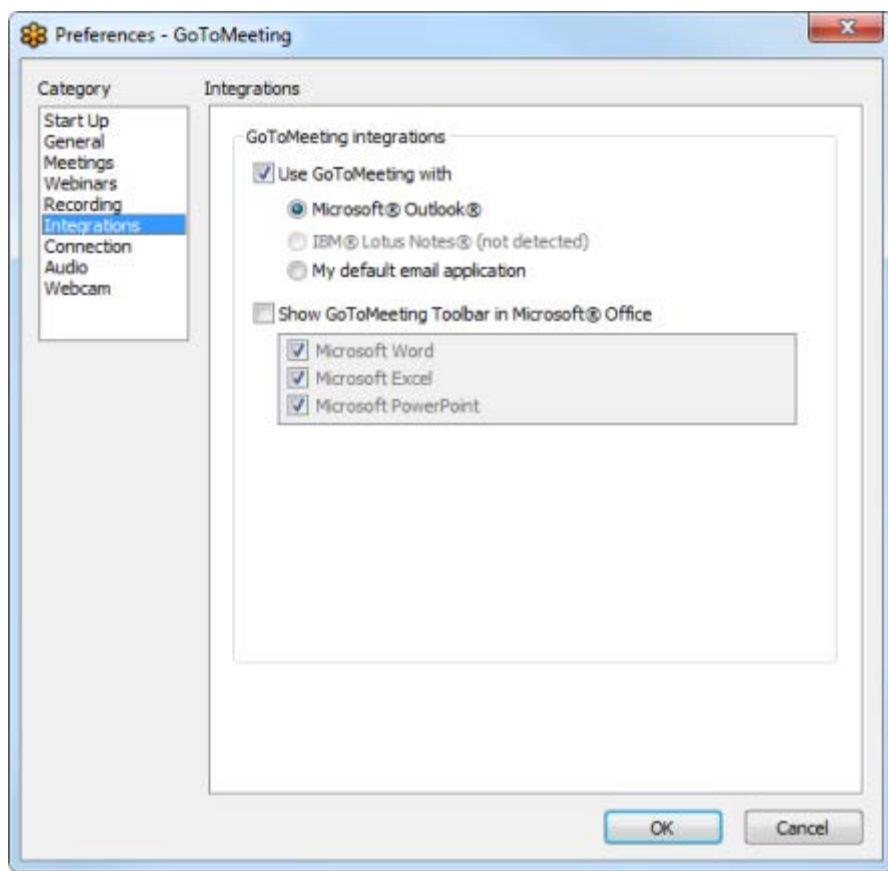 Preferences - GoToMeeting
Category
Start Up
General
Meetings
Webinars
Recording
Integrations
Connection
Audio
Webcam
Integrations
GoToMeeting integrations
Use GoToMeeting with
Microsoft® Outlook®
IBM® Lotus Notes® (not detected)
My default email application
Show GoToMeeting Toolbar in Microsoft® Office
Microsoft Word
Microsoft Excel
Microsoft PowerPoint
OK
Cancel